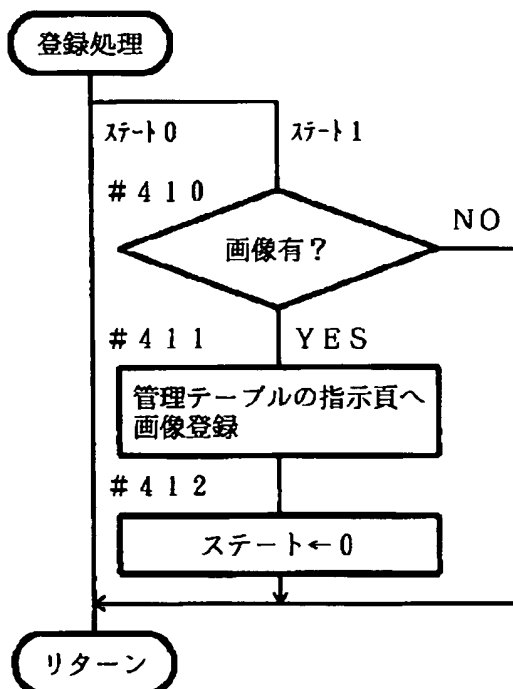 登録処理
ステート0
ステート1
#410
画像有?
NO
#411
YES
管理テーブルの指示頁へ
画像登録
#412
ステート←0
リターン